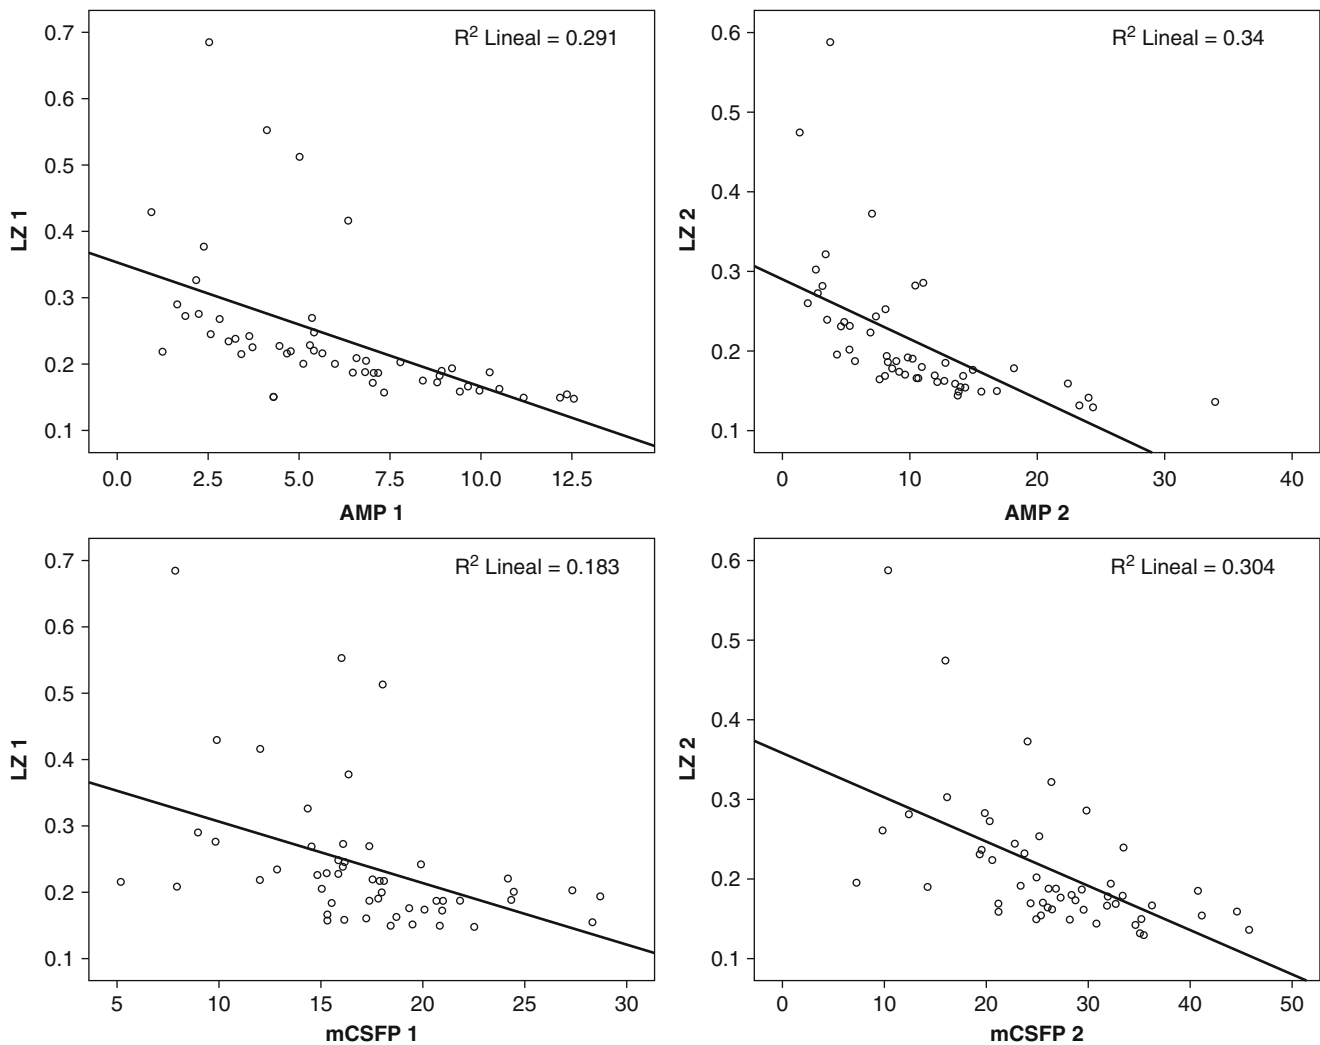 R² Lineal = 0.291
0.7
0.6
0.5
0.4
0.3
0.2
0.1
LZ 1
0.0 2.5 5.0 7.5 10.0 12.5
AMP 1
R² Lineal = 0.34
0.6
0.5
0.4
0.3
0.2
0.1
LZ 2
0 10 20 30 40
AMP 2
R² Lineal = 0.183
0.7
0.6
0.5
0.4
0.3
0.2
0.1
LZ 1
5 10 15 20 25 30
mCSFP 1
R² Lineal = 0.304
0.6
0.5
0.4
0.3
0.2
0.1
LZ 2
0 10 20 30 40 50
mCSFP 2